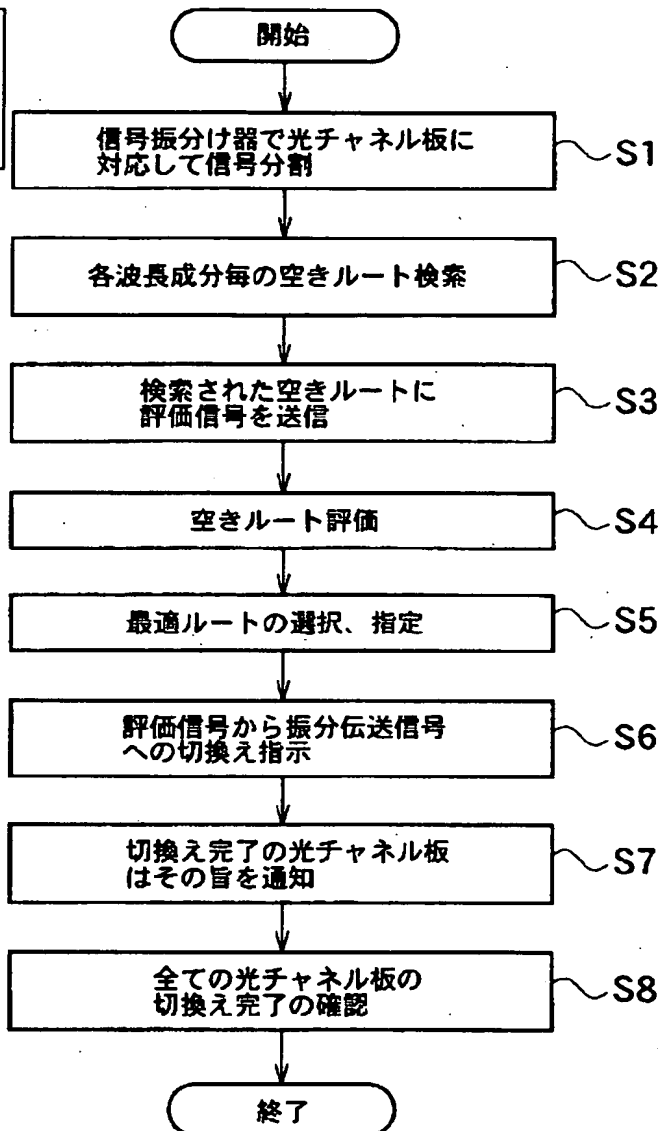 開始
信号振分け器で光チャネル板に
対応して信号分割
S1
各波長成分毎の空きルート検索
S2
検索された空きルートに
評価信号を送信
S3
空きルート評価
S4
最適ルートの選択、指定
S5
評価信号から振分伝送信号
への切換え指示
S6
切換え完了の光チャネル板
はその旨を通知
S7
全ての光チャネル板の
切換え完了の確認
S8
終了